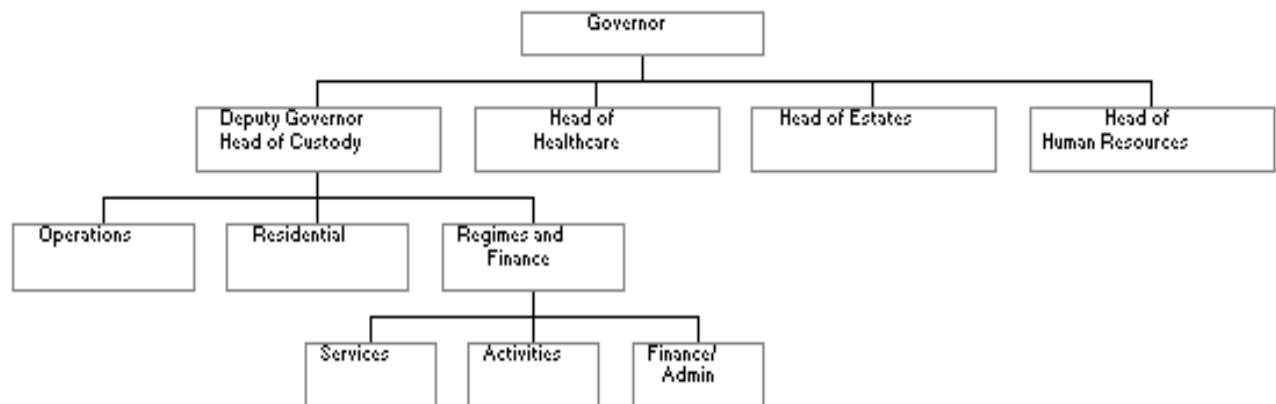 Governor
Deputy Governor
Head of Custody
Head of
Healthcare
Head of Estates
Head of
Human Resources
Operations
Residential
Regimes and
Finance
Services
Activities
Finance/
Admin